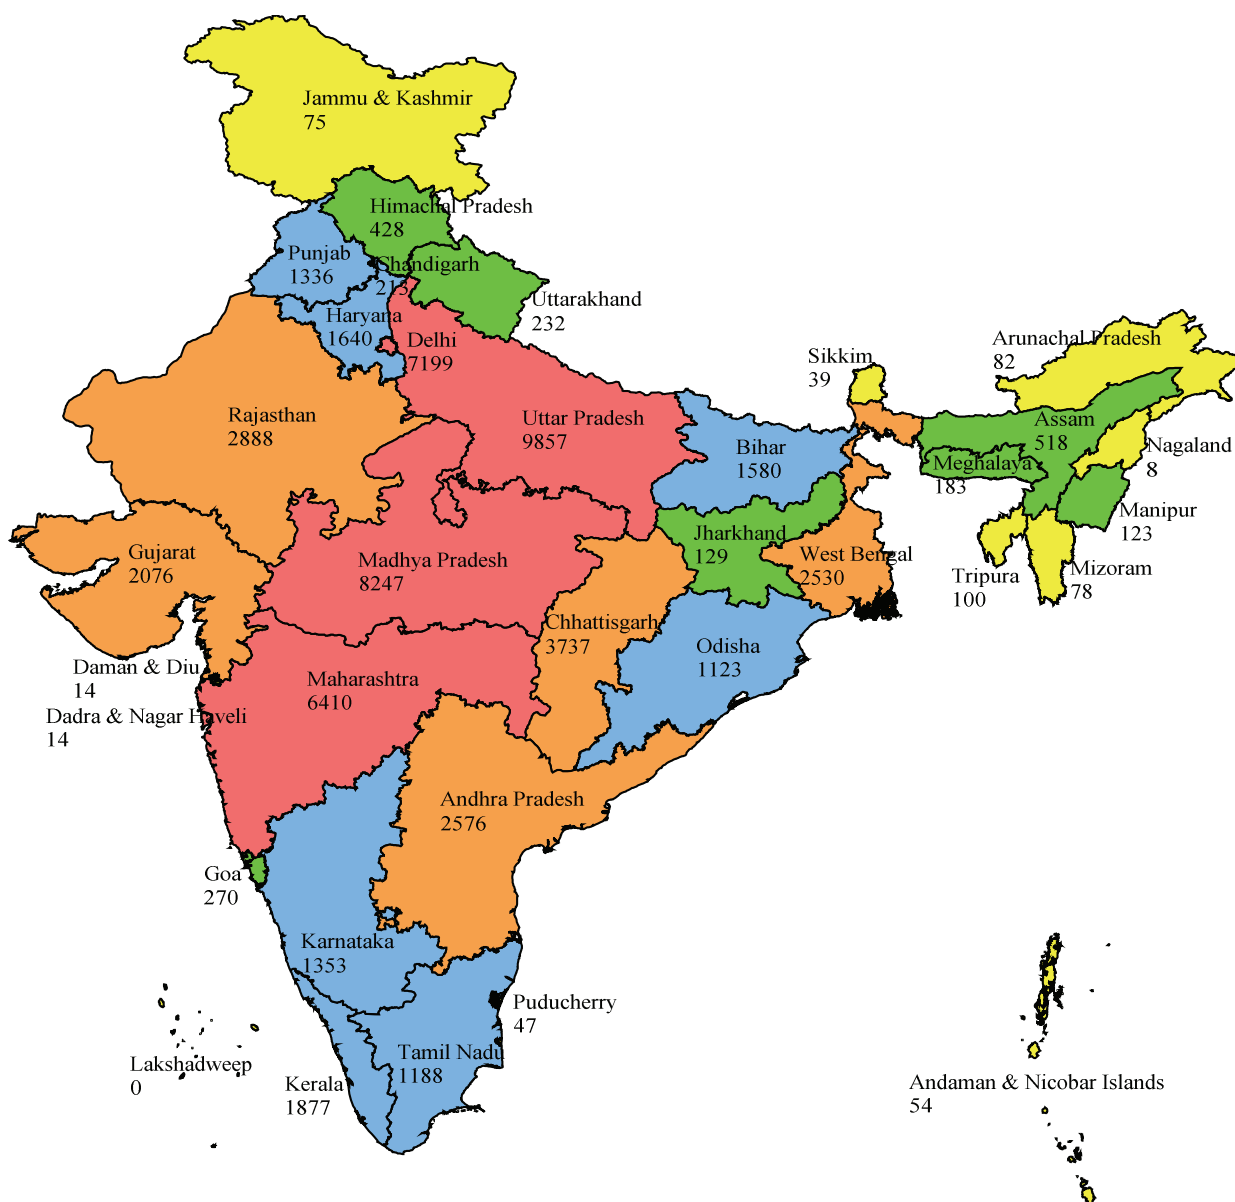 Jammu & Kashmir
75
Himachal Pradesh
428
Punjab
1336
Chandigarh
213
Uttarakhand
232
Haryana
1640
Delhi
7199
Arunachal Pradesh
82
Sikkim
39
Rajasthan
2888
Uttar Pradesh
9857
Bihar
1580
Assam
518
Nagaland
8
Meghalaya
183
Manipur
123
Gujarat
2076
Madhya Pradesh
8247
Jharkhand
129
West Bengal
2530
Tripura
100
Mizoram
78
Chhattisgarh
3737
Odisha
1123
Daman & Diu
14
Maharashtra
6410
Dadra & Nagar Haveli
14
Andhra Pradesh
2576
Goa
270
Karnataka
1353
Puducherry
47
Lakshadweep
0
Tamil Nadu
1188
Kerala
1877
Andaman & Nicobar Islands
54